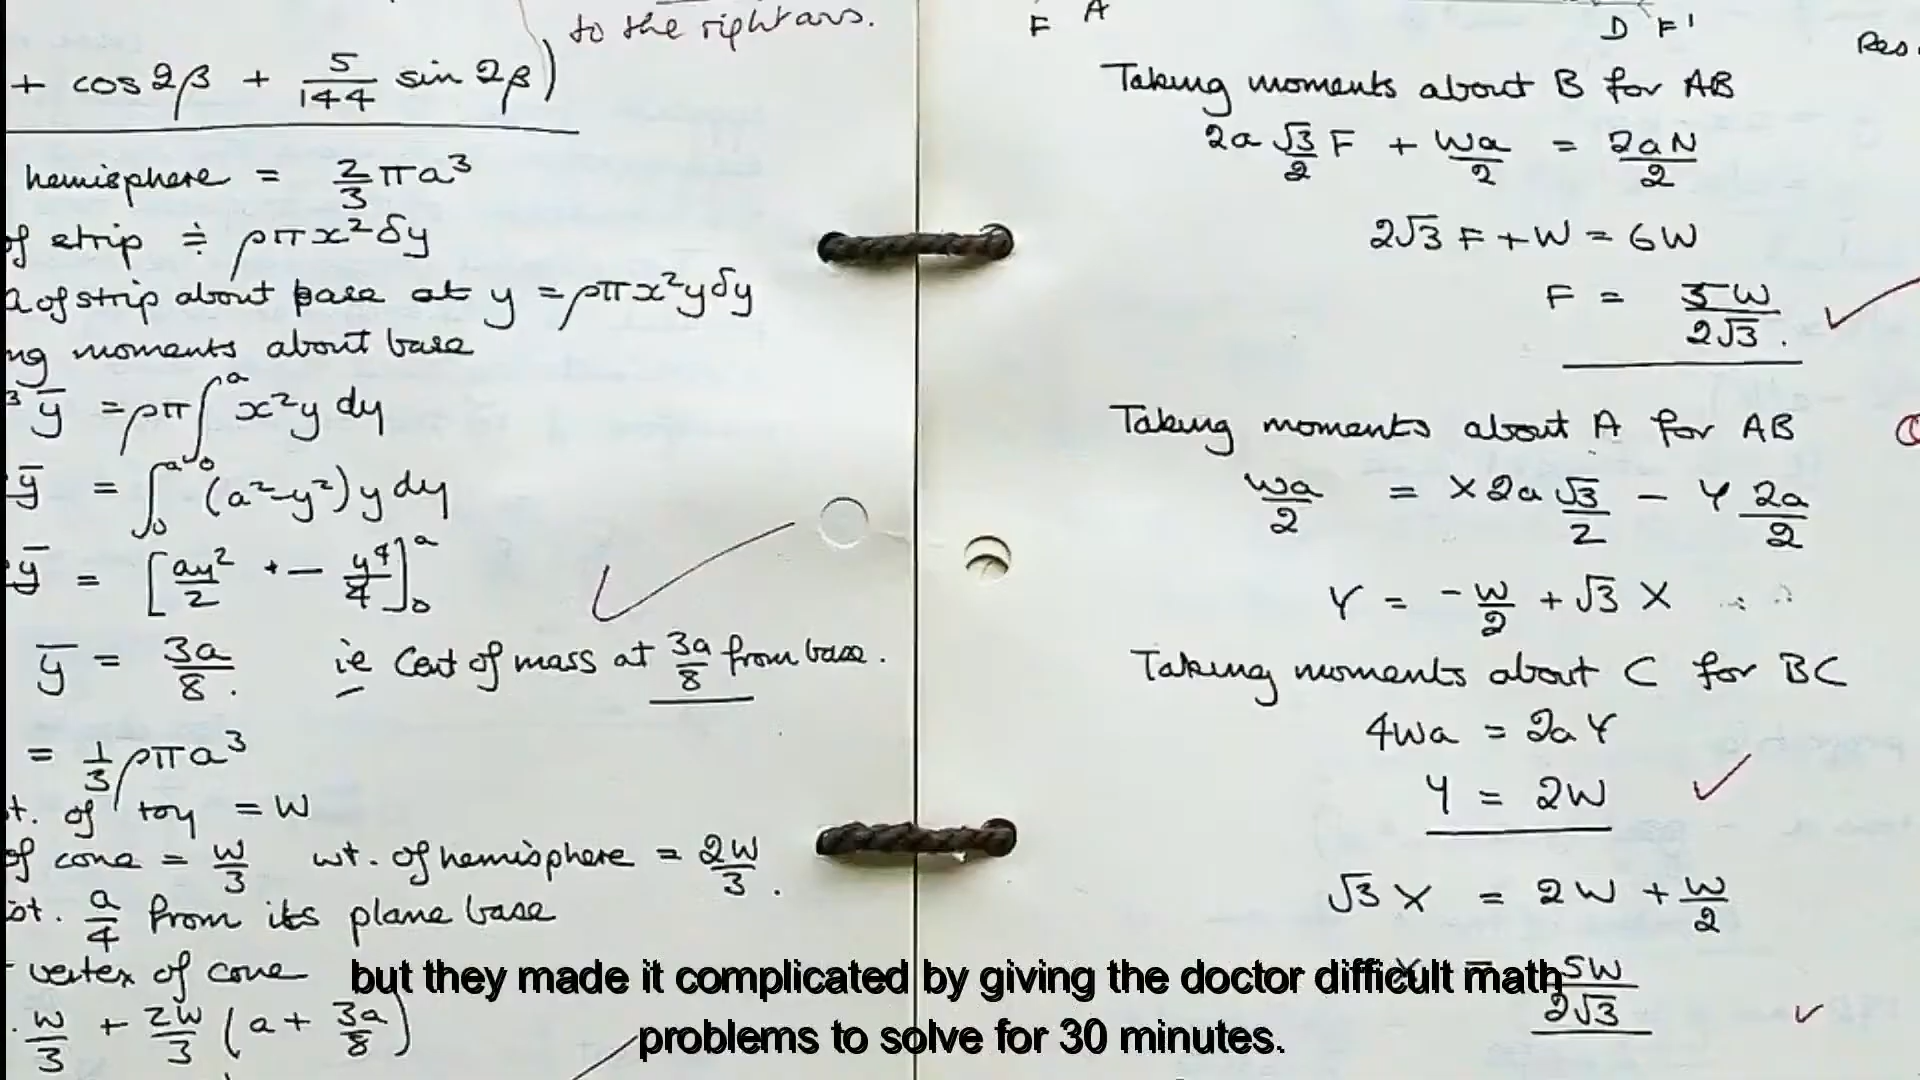 to the right ans.
+ cos 2β + 5/144 sin 2β)
hemisphere = 2/3 πa³
of strip ≑ ρπx²δy
of strip about base at y = ρπx²yδy
ng moments about base
³ȳ = ρπ∫x²y dy
ȳ = ∫₀ᵃ (a²-y²) y dy
ȳ = [ay²/2 - y⁴/4]₀ᵃ
ȳ = 3a/8. ie Cent of mass at 3a/8 from base.
= 1/3 ρπa³
t. of toy = W
of cone = W/3 wt. of hemisphere = 2W/3.
st. a/4 from its plane base
vertex of cone
W/3 + 2W/3 (a + 3a/8)
F A
D F'
Res.
Taking moments about B for AB
2a √3/2 F + Wa/2 = 2aN/2
2√3 F + W = 6W
F = 5W/2√3.
Taking moments about A for AB
Wa/2 = X 2a √3/2 - Y 2a/2
Y = -W/2 + √3 X
Taking moments about C for BC
4Wa = 2aY
Y = 2W
√3 X = 2W + W/2
X = 5W/2√3
but they made it complicated by giving the doctor difficult math
problems to solve for 30 minutes.